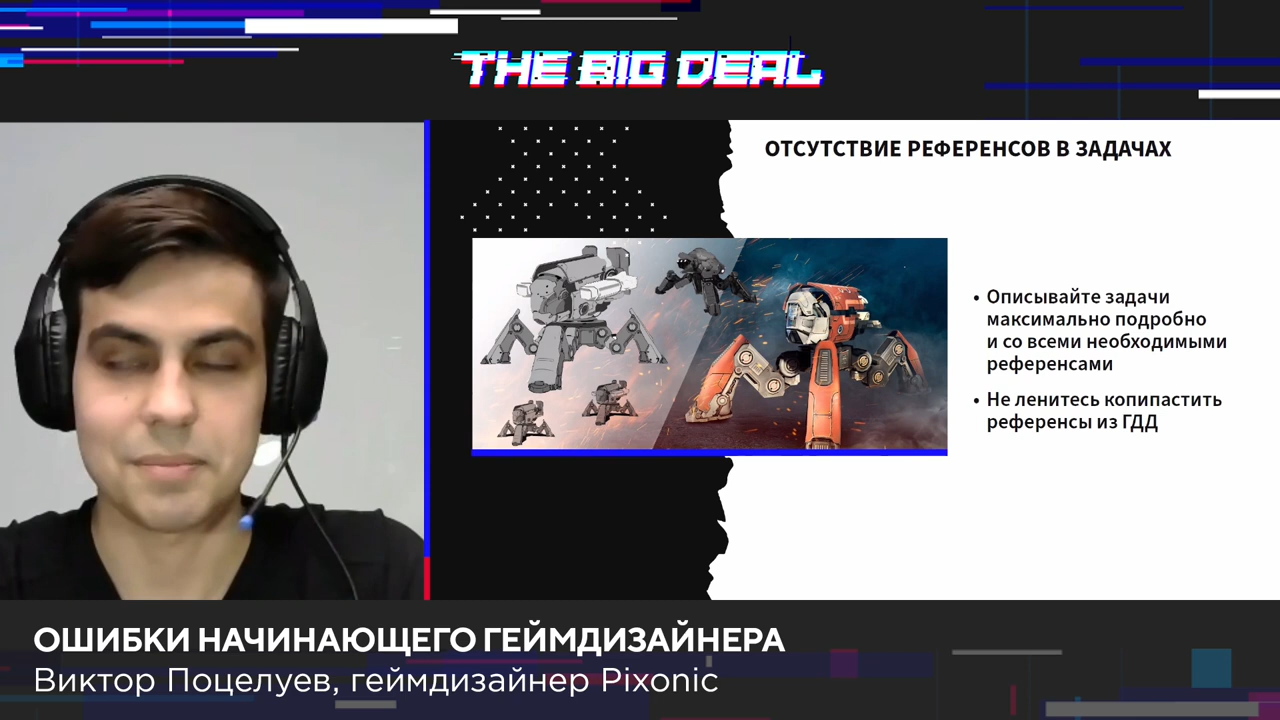 THE BIG DEAL
ОТСУТСТВИЕ РЕФЕРЕНСОВ В ЗАДАЧАХ
• Описывайте задачи
максимально подробно
и со всеми необходимыми
референсами
• Не ленитесь копипастить
референсы из ГДД
ОШИБКИ НАЧИНАЮЩЕГО ГЕЙМДИЗАЙНЕРА
Виктор Поцелуев, геймдизайнер Pixonic